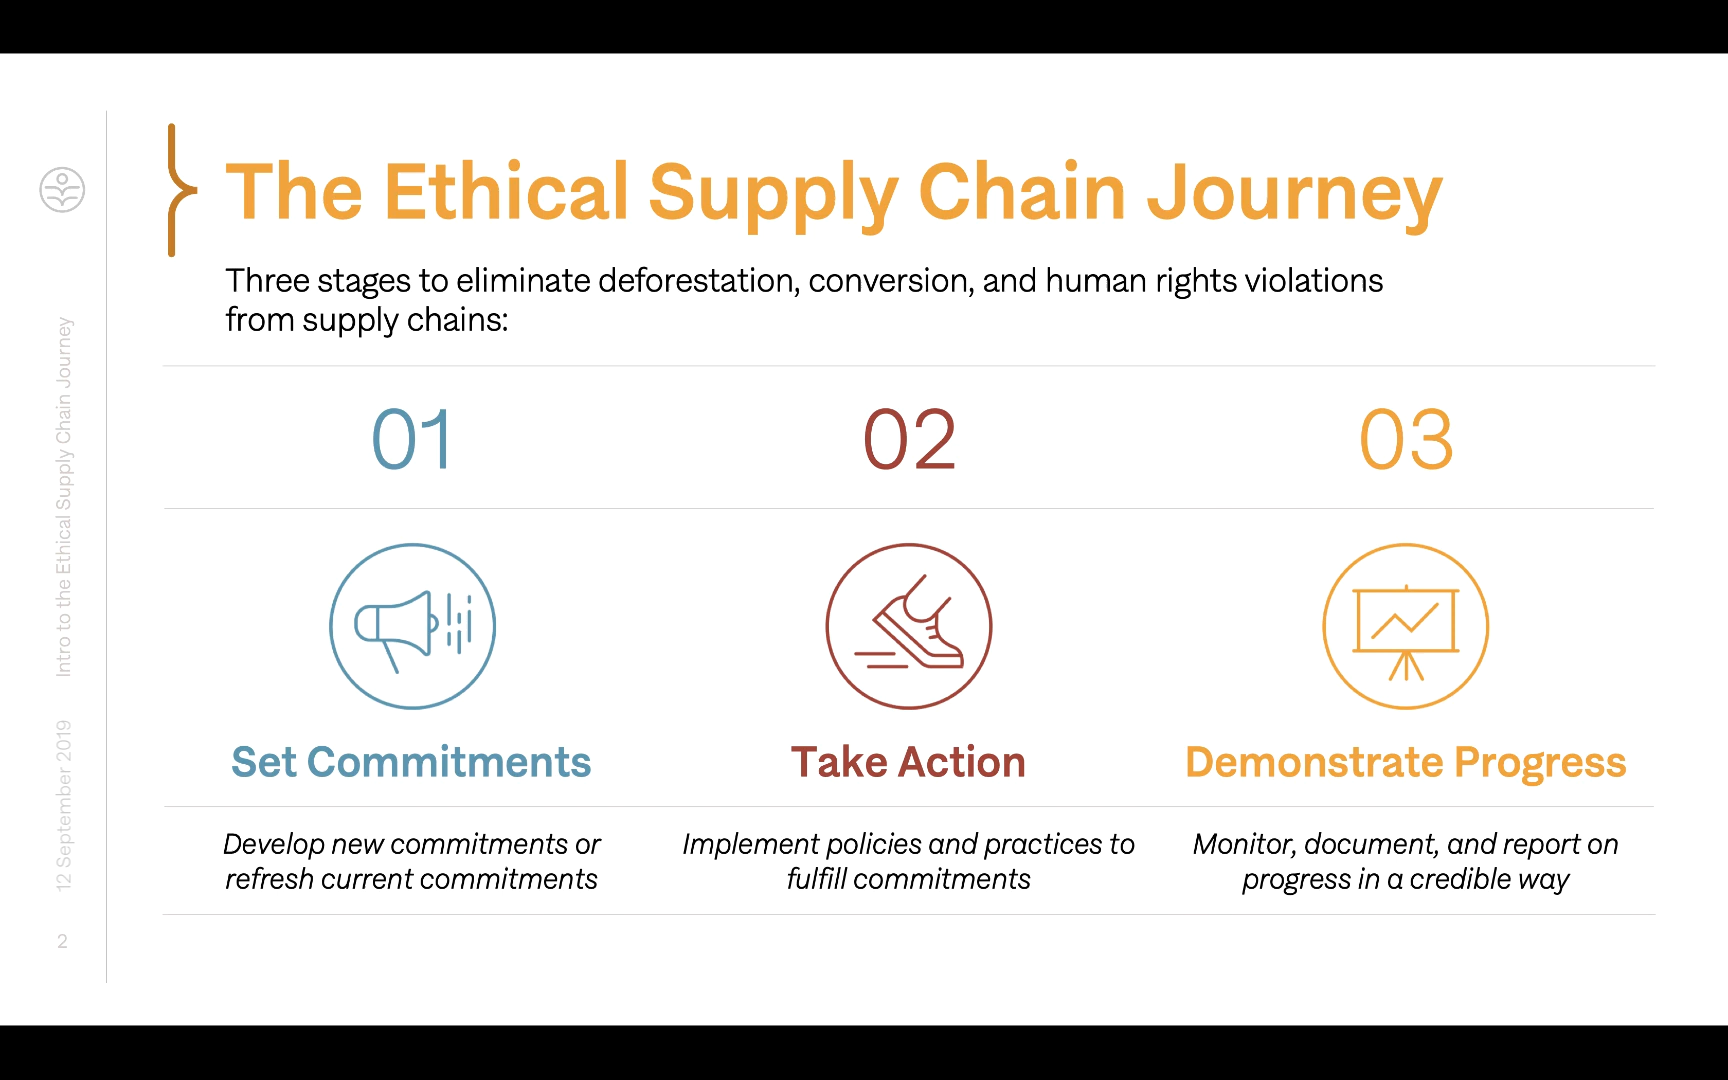 The Ethical Supply Chain Journey
Three stages to eliminate deforestation, conversion, and human rights violations
from supply chains:
01
02
03
Set Commitments
Take Action
Demonstrate Progress
Develop new commitments or
refresh current commitments
Implement policies and practices to
fulfill commitments
Monitor, document, and report on
progress in a credible way
Intro to the Ethical Supply Chain Journey
12 September 2019
2